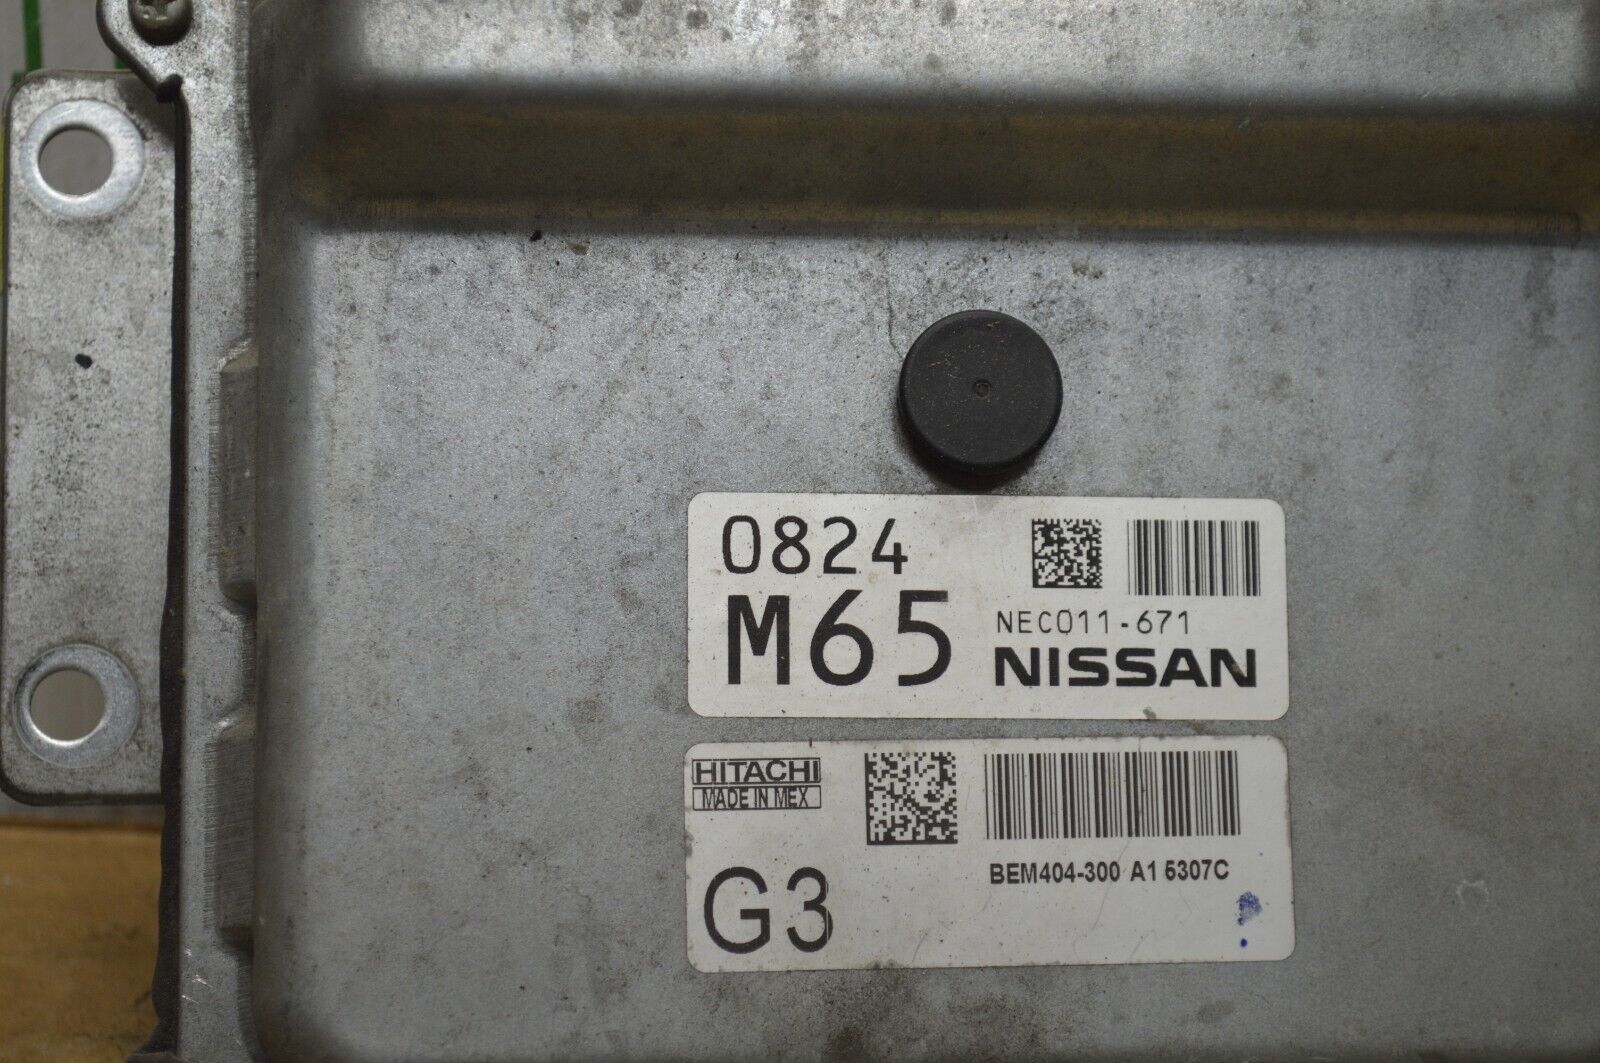 0824
M65
NEC011-671
NISSAN
HITACHI
MADE IN MEX
G3
BEM404-300 A1 5307C